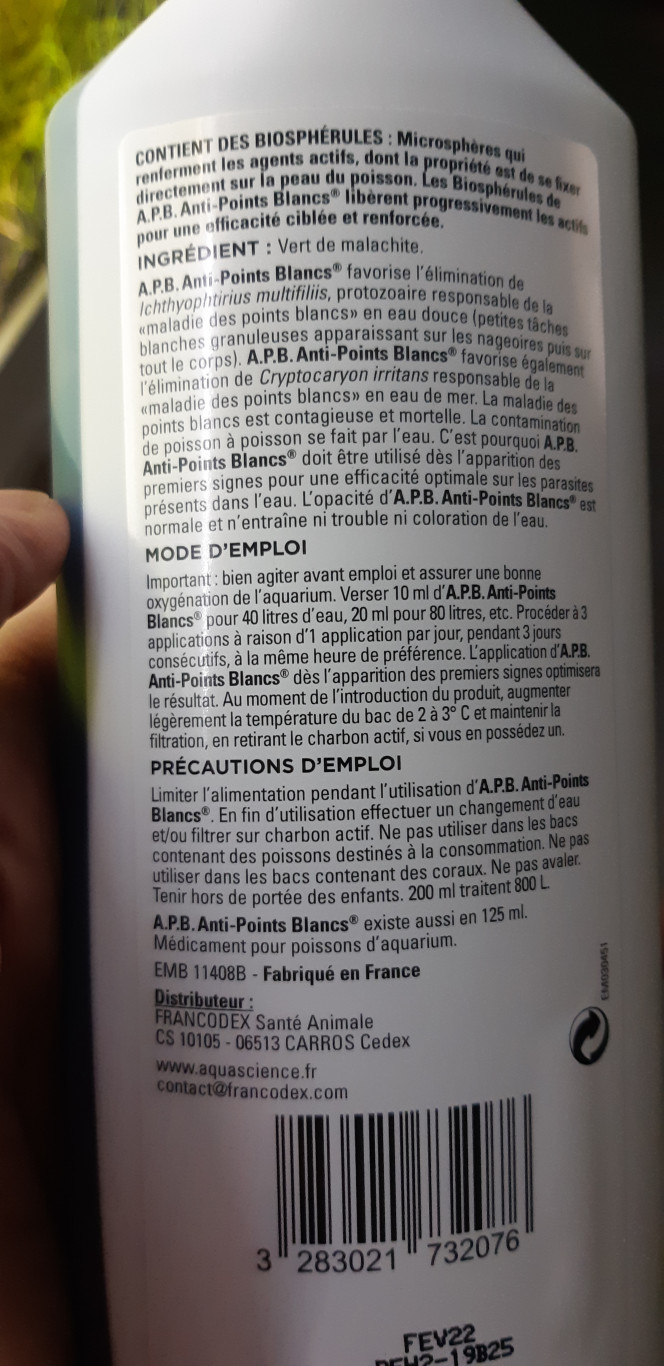 CONTIENT DES BIOSPHÉRULES : Microsphères qui
renferment les agents actifs, dont la propriété est de se fixer
directement sur la peau du poisson. Les Biosphérules de
A.P.B. Anti-Points Blancs® libèrent progressivement les actifs
pour une efficacité ciblée et renforcée.
INGRÉDIENT : Vert de malachite.
A.P.B. Anti-Points Blancs® favorise l'élimination de
Ichthyophtirius multifiliis, protozoaire responsable de la
«maladie des points blancs» en eau douce (petites tâches
blanches granuleuses apparaissant sur les nageoires puis sur
tout le corps). A.P.B. Anti-Points Blancs® favorise également
l'élimination de Cryptocaryon irritans responsable de la
«maladie des points blancs» en eau de mer. La maladie des
points blancs est contagieuse et mortelle. La contamination
de poisson à poisson se fait par l'eau. C'est pourquoi A.P.B.
Anti-Points Blancs® doit être utilisé dès l'apparition des
premiers signes pour une efficacité optimale sur les parasites
présents dans l'eau. L'opacité d'A.P.B. Anti-Points Blancs® est
normale et n'entraîne ni trouble ni coloration de l'eau.
MODE D'EMPLOI
Important : bien agiter avant emploi et assurer une bonne
oxygénation de l'aquarium. Verser 10 ml d'A.P.B. Anti-Points
Blancs® pour 40 litres d'eau, 20 ml pour 80 litres, etc. Procéder à 3
applications à raison d'1 application par jour, pendant 3 jours
consécutifs, à la même heure de préférence. L'application d'A.P.B.
Anti-Points Blancs® dès l'apparition des premiers signes optimisera
le résultat. Au moment de l'introduction du produit, augmenter
légèrement la température du bac de 2 à 3° C et maintenir la
filtration, en retirant le charbon actif, si vous en possédez un.
PRÉCAUTIONS D'EMPLOI
Limiter l'alimentation pendant l'utilisation d'A.P.B. Anti-Points
Blancs®. En fin d'utilisation effectuer un changement d'eau
et/ou filtrer sur charbon actif. Ne pas utiliser dans les bacs
contenant des poissons destinés à la consommation. Ne pas
utiliser dans les bacs contenant des coraux. Ne pas avaler.
Tenir hors de portée des enfants. 200 ml traitent 800 L
A.P.B. Anti-Points Blancs® existe aussi en 125 ml.
Médicament pour poissons d'aquarium.
EMB 11408B - Fabriqué en France
Distributeur :
FRANCODEX Santé Animale
CS 10105 - 06513 CARROS Cedex
www.aquascience.fr
contact@francodex.com
EM030451
3 283021 732076
FEV22